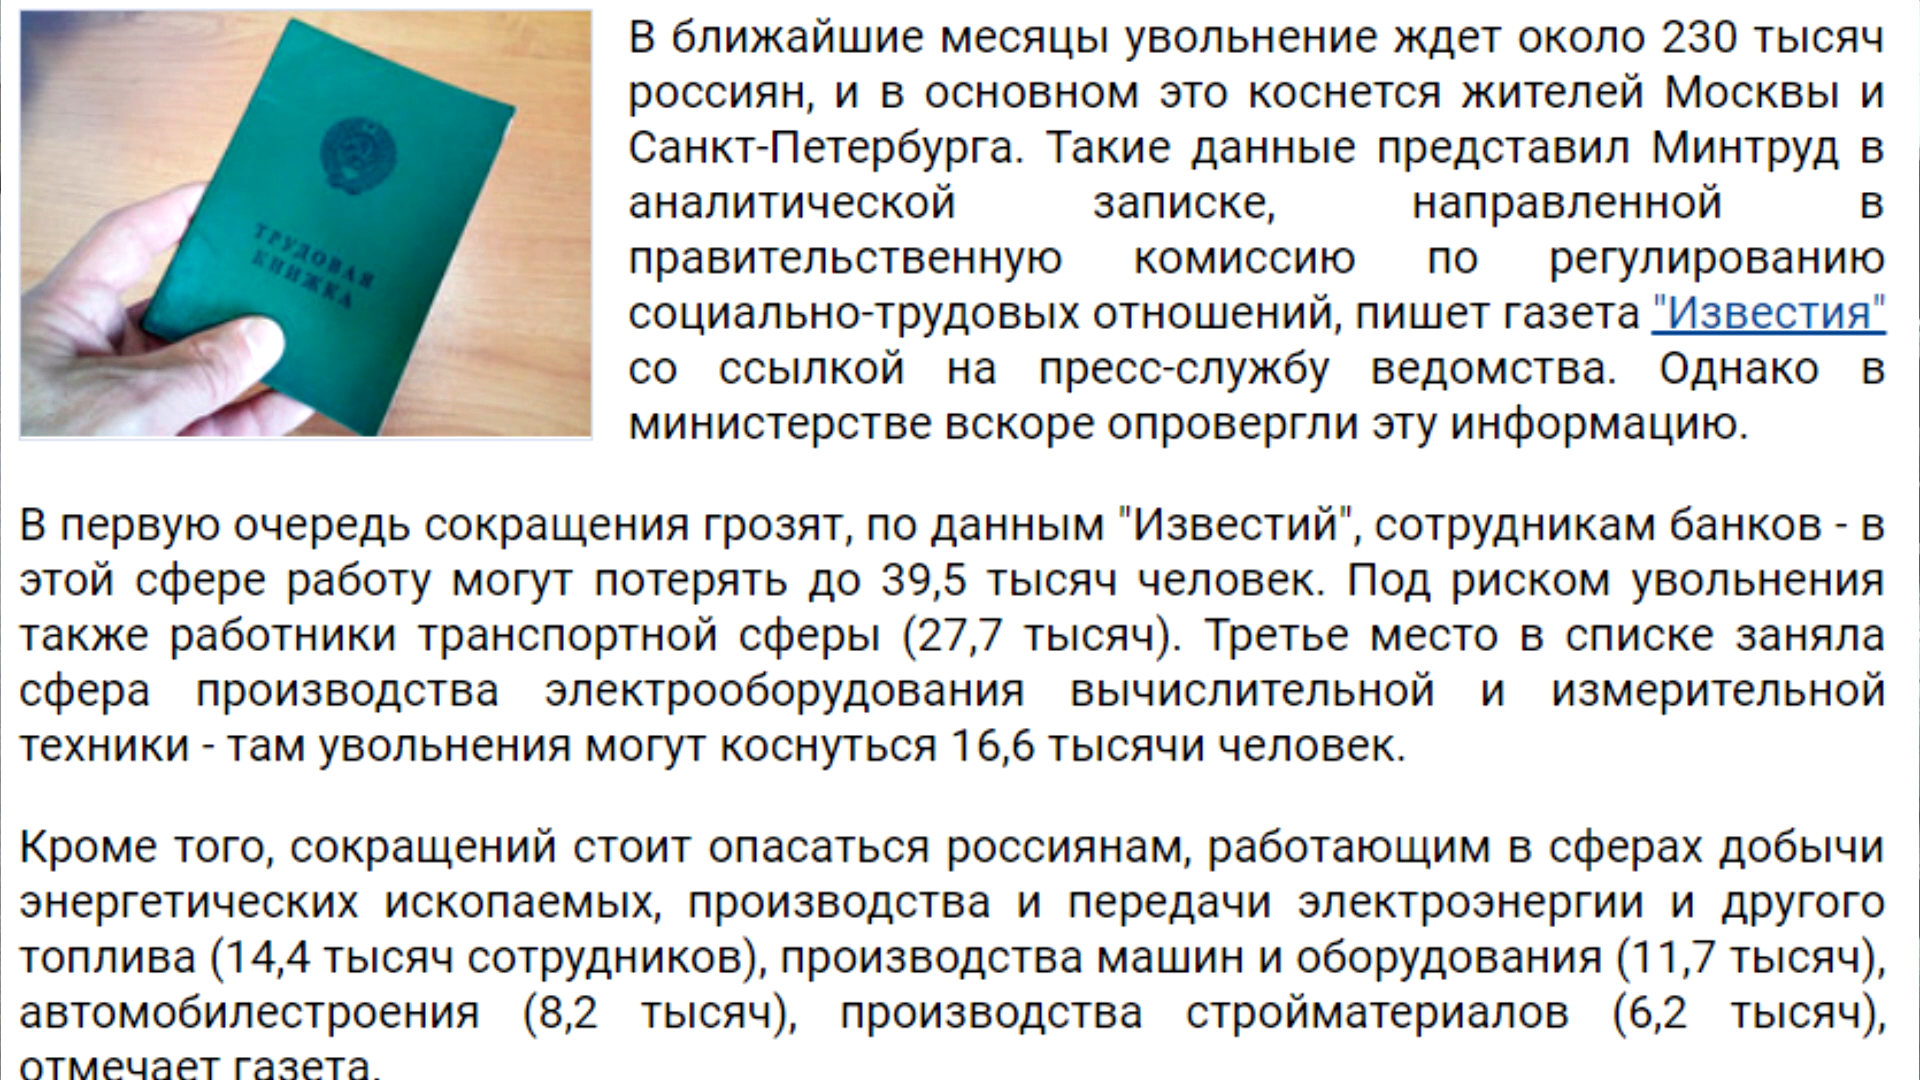 ТРУДОВАЯ
КНИЖКА
В ближайшие месяцы увольнение ждет около 230 тысяч
россиян, и в основном это коснется жителей Москвы и
Санкт-Петербурга. Такие данные представил Минтруд в
аналитической записке, направленной в
правительственную комиссию по регулированию
социально-трудовых отношений, пишет газета "Известия"
со ссылкой на пресс-службу ведомства. Однако в
министерстве вскоре опровергли эту информацию.
В первую очередь сокращения грозят, по данным "Известий", сотрудникам банков - в
этой сфере работу могут потерять до 39,5 тысяч человек. Под риском увольнения
также работники транспортной сферы (27,7 тысяч). Третье место в списке заняла
сфера производства электрооборудования вычислительной и измерительной
техники - там увольнения могут коснуться 16,6 тысячи человек.
Кроме того, сокращений стоит опасаться россиянам, работающим в сферах добычи
энергетических ископаемых, производства и передачи электроэнергии и другого
топлива (14,4 тысяч сотрудников), производства машин и оборудования (11,7 тысяч),
автомобилестроения (8,2 тысяч), производства стройматериалов (6,2 тысяч),
отмечает газета.